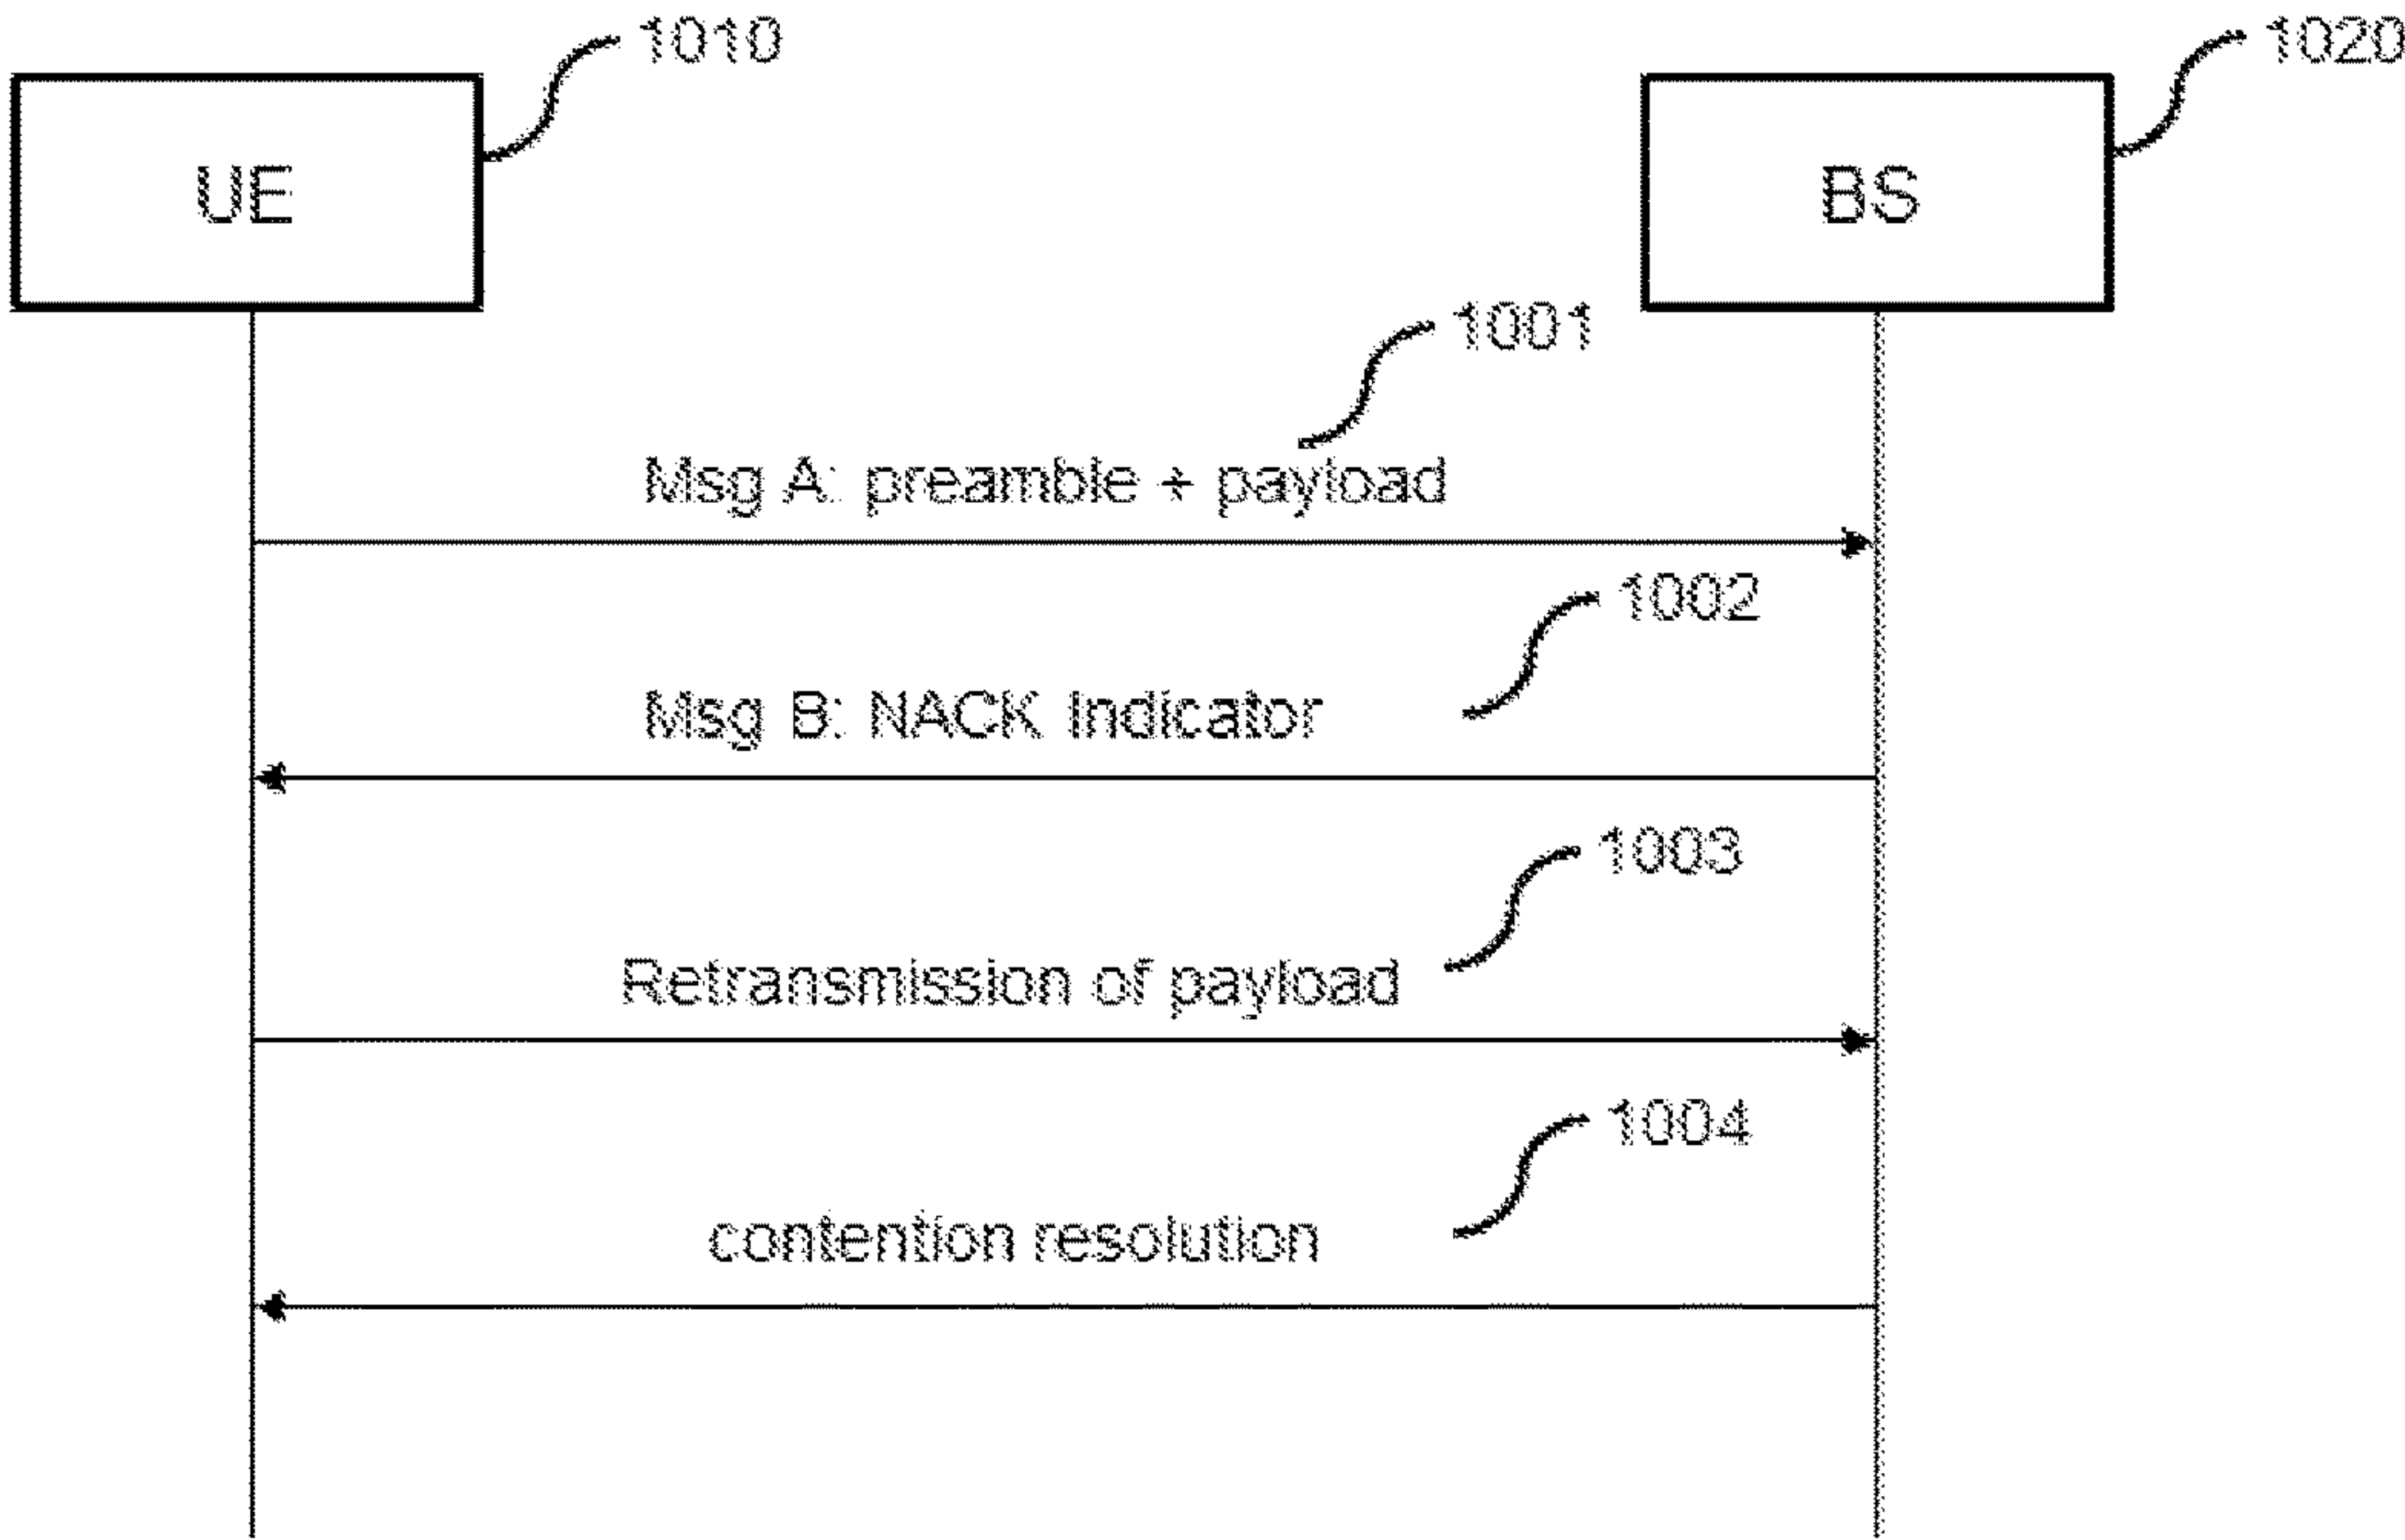 1010
1020
UE
BS
1001
Msg A: preamble + payload
1002
Msg B: NACK Indicator
1003
Retransmission of payload
1004
contention resolution